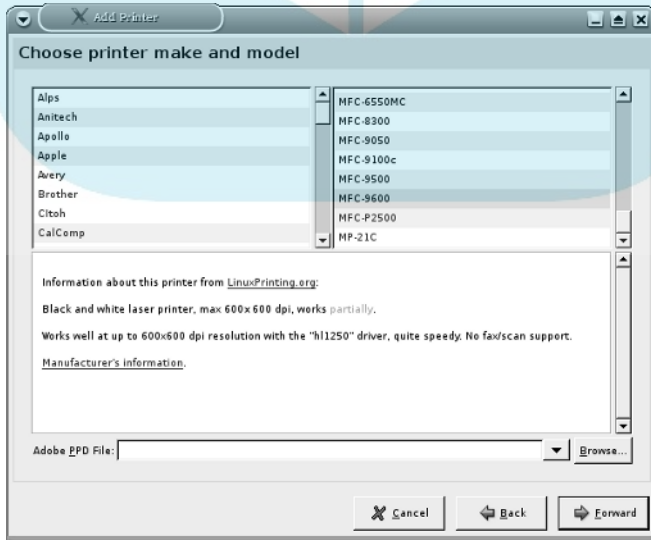 Add Printer
Choose printer make and model
Alps
Anitech
Apollo
Apple
Avery
Brother
Citoh
CalComp
MFC-6550MC
MFC-8300
MFC-9050
MFC-9100c
MFC-9500
MFC-9600
MFC-P2500
MP-21C
Information about this printer from LinuxPrinting.org:
Black and white laser printer, max 600x600 dpi, works partially.
Works well at up to 600x600 dpi resolution with the "hl1250" driver, quite speedy. No fax/scan support.
Manufacturer's information.
Adobe PPD File:
Browse...
Cancel
Back
Forward